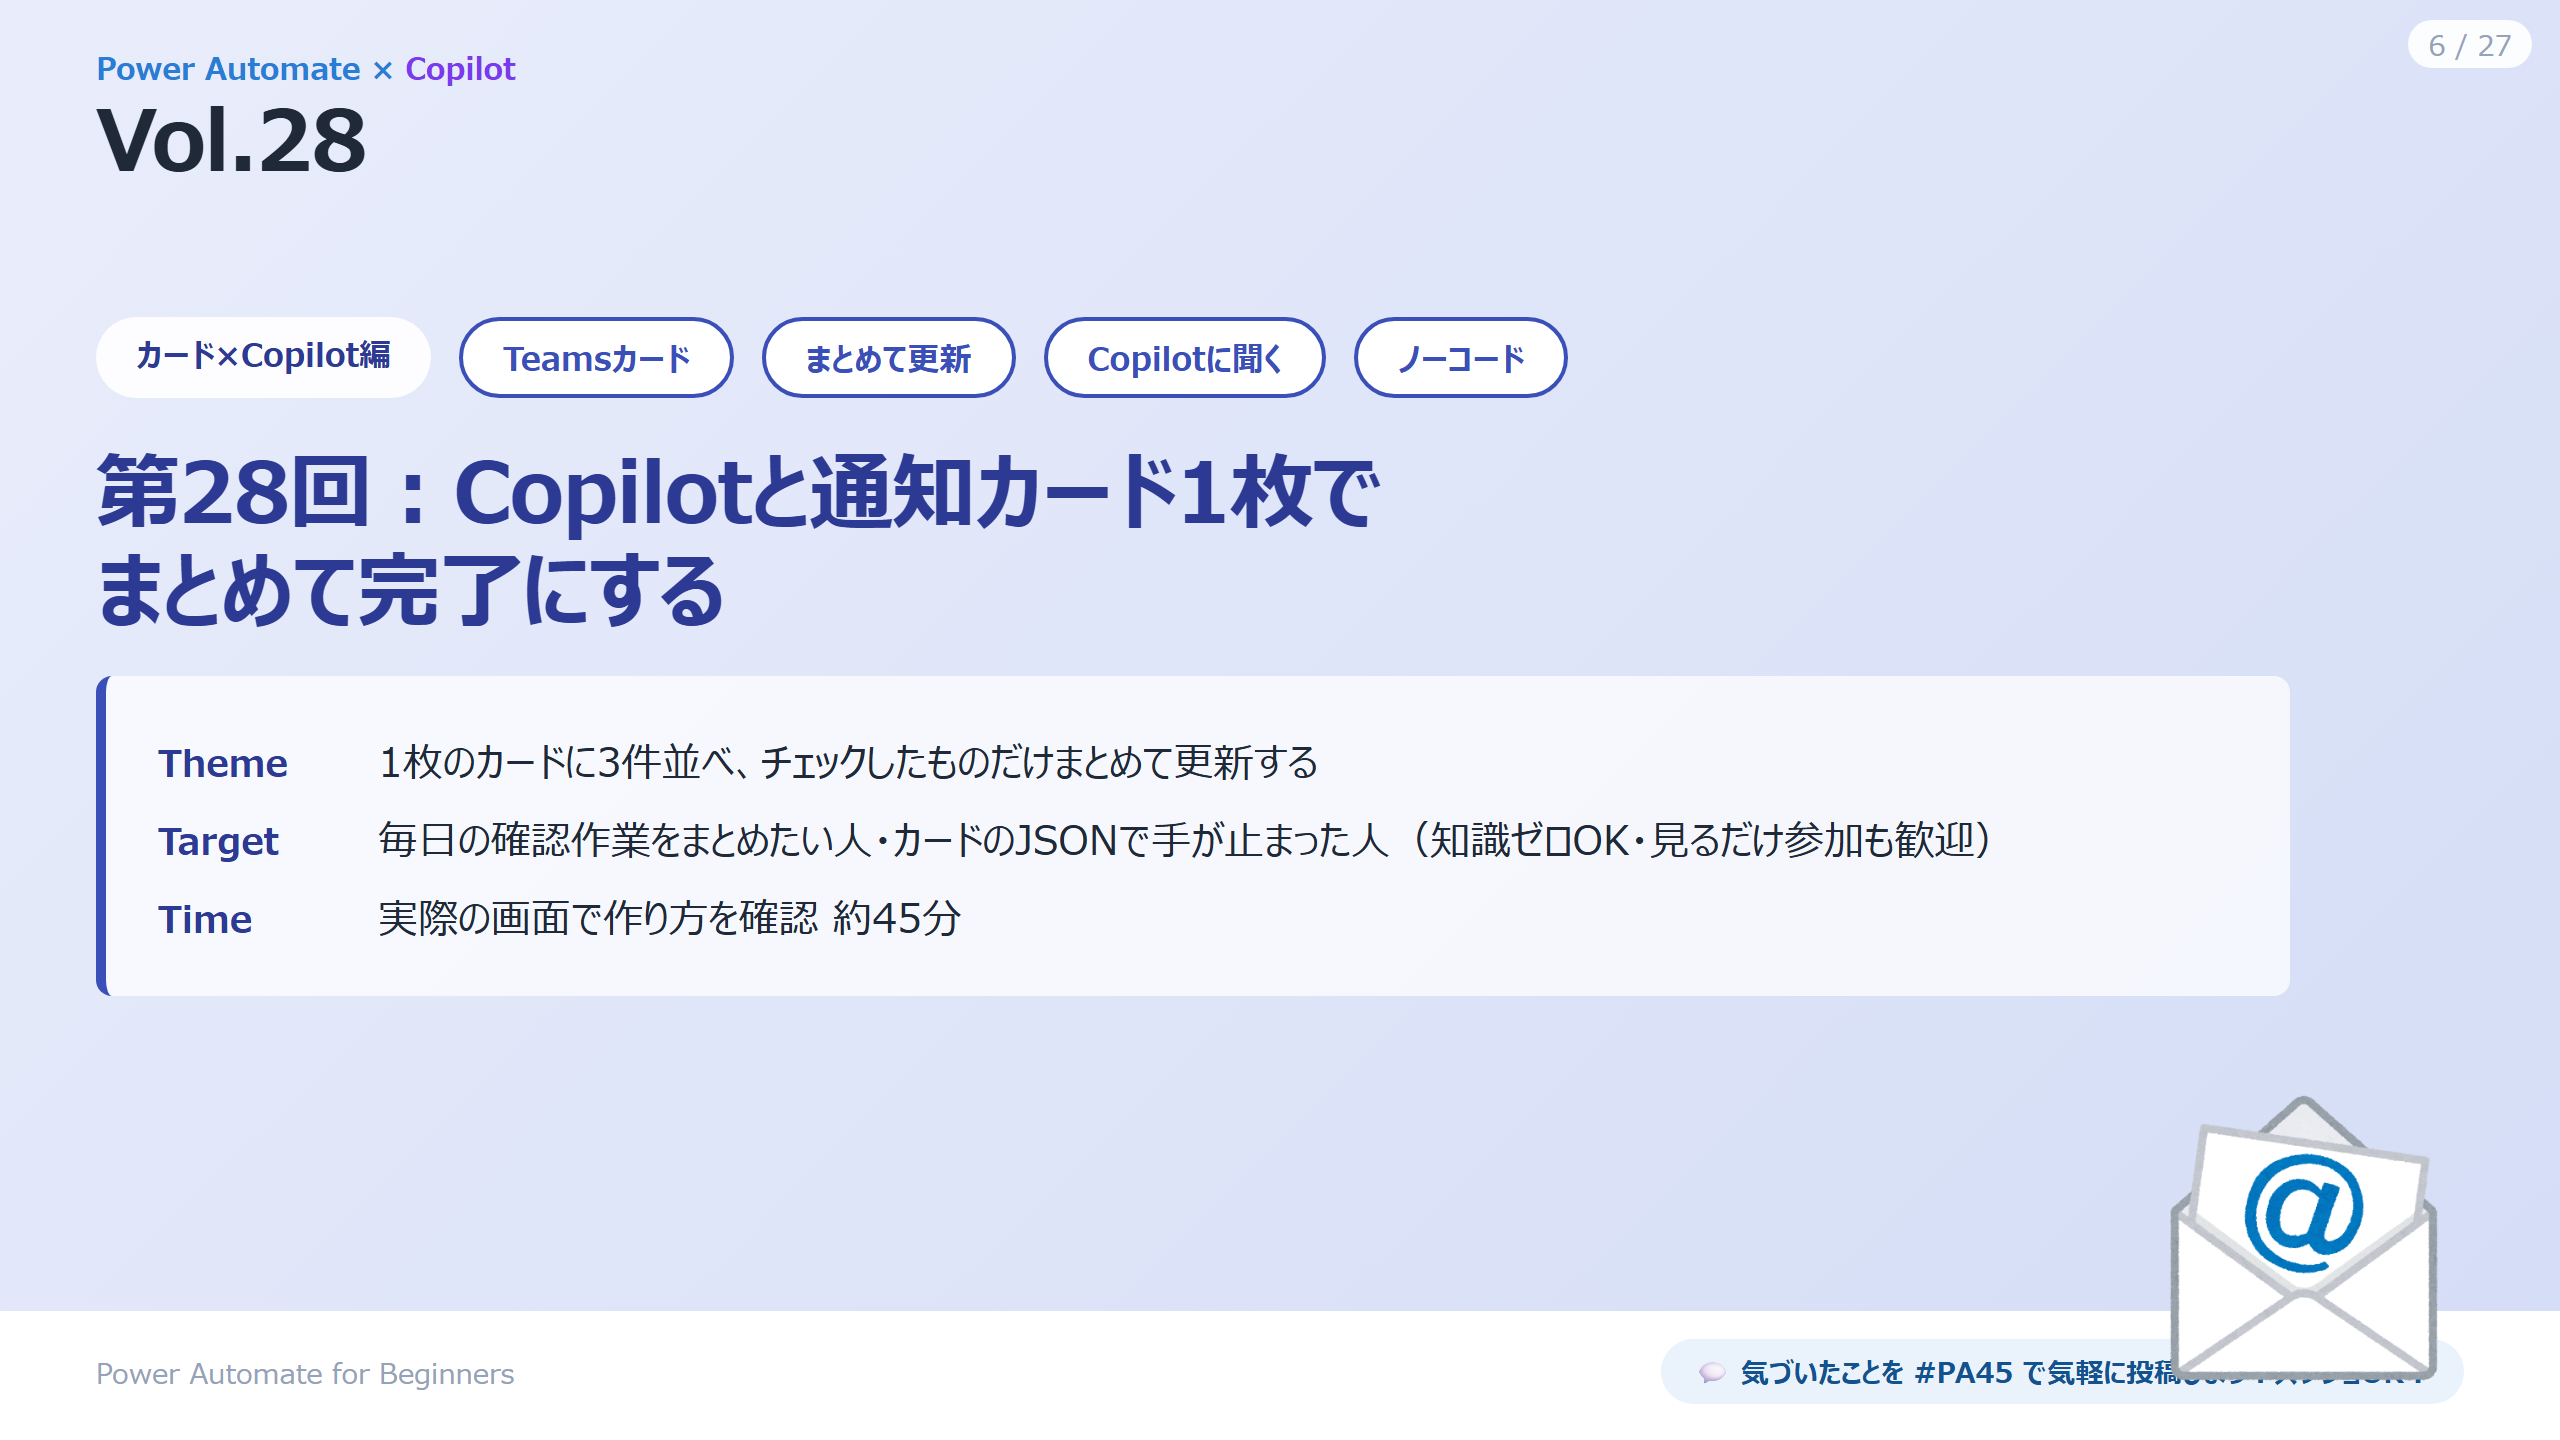 Power Automate × Copilot
6 / 27
Vol.28
カード×Copilot編
Teamsカード
まとめて更新
Copilotに聞く
ノーコード
第28回：Copilotと通知カード1枚で
まとめて完了にする
Theme 1枚のカードに3件並べ、チェックしたものだけまとめて更新する
Target 毎日の確認作業をまとめたい人・カードのJSONで手が止まった人（知識ゼロOK・見るだけ参加も歓迎）
Time 実際の画面で作り方を確認 約45分
@
Power Automate for Beginners
気づいたことを #PA45 で気軽に投稿